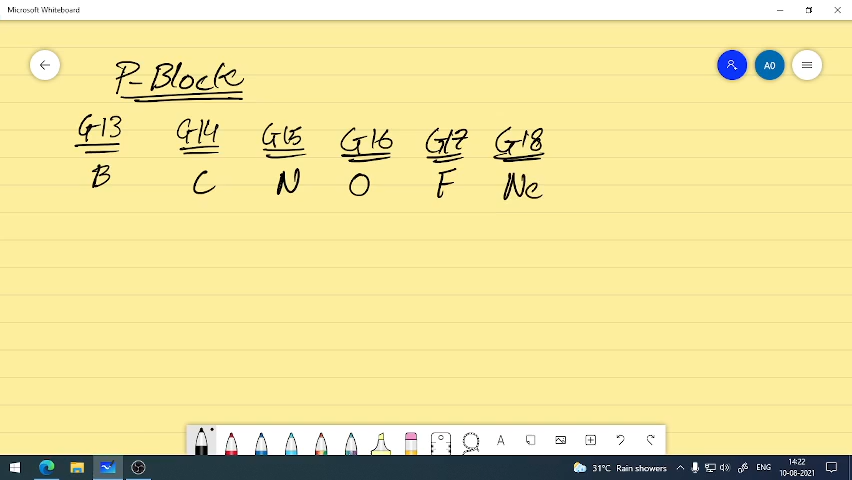 Microsoft Whiteboard
A0
P-Block
G13 G14 G15 G16 G17 G18
B C N O F Ne
A
31°C Rain showers
ENG
14:22
10-08-2021